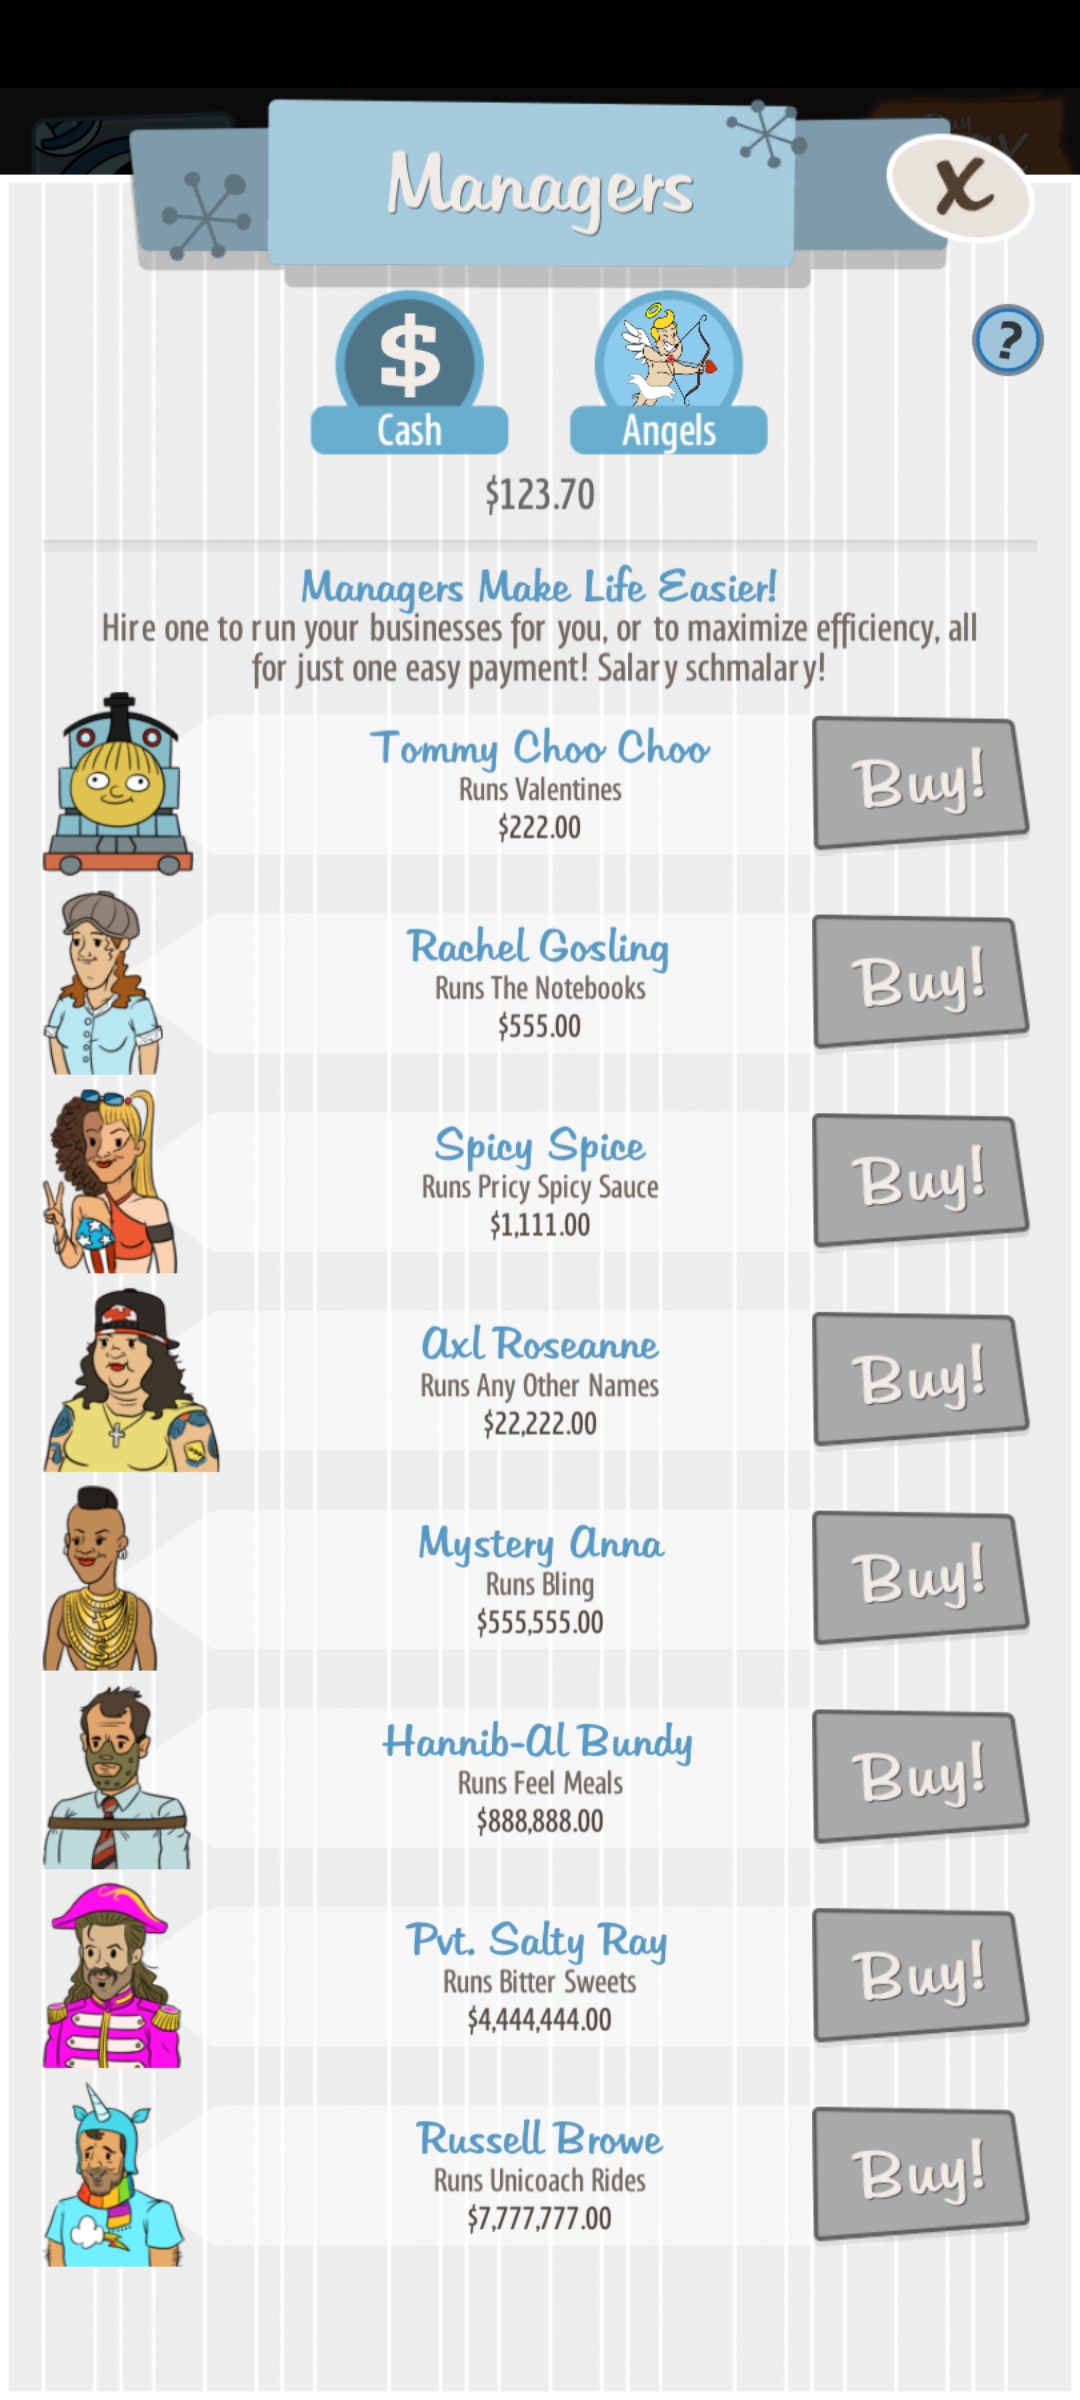 Managers
X
$
?
Cash
Angels
$123.70
Managers Make Life Easier!
Hire one to run your businesses for you, or to maximize efficiency, all
for just one easy payment! Salary schmalary!
Tommy Choo Choo
Runs Valentines
$222.00
Buy!
Rachel Gosling
Runs The Notebooks
$555.00
Buy!
Spicy Spice
Runs Pricy Spicy Sauce
$1,111.00
Buy!
Axl Roseanne
Runs Any Other Names
$22,222.00
Buy!
Mystery Anna
Runs Bling
$555,555.00
Buy!
Hannib-Al Bundy
Runs Feel Meals
$888,888.00
Buy!
Pvt. Salty Ray
Runs Bitter Sweets
$4,444,444.00
Buy!
Russell Browe
Runs Unicoach Rides
$7,777,777.00
Buy!